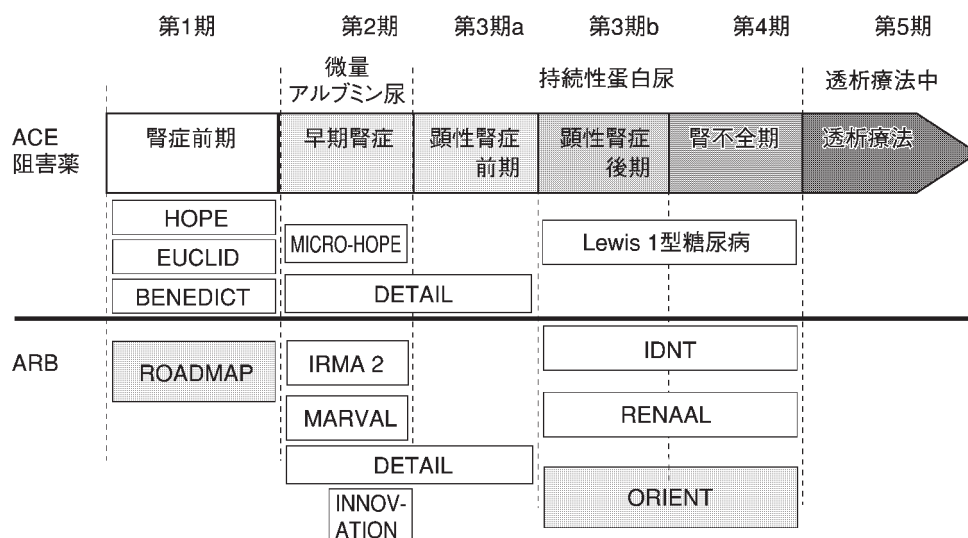 第1期 第2期 第3期a 第3期b 第4期 第5期
微量
アルブミン尿
持続性蛋白尿
透析療法中
ACE
阻害薬
腎症前期
早期腎症
顕性腎症
前期
顕性腎症
後期
腎不全期
透析療法
HOPE
EUCLID
BENEDICT
MICRO-HOPE
DETAIL
Lewis 1型糖尿病
ARB
ROADMAP
IRMA 2
MARVAL
DETAIL
INNOV-
ATION
IDNT
RENAAL
ORIENT